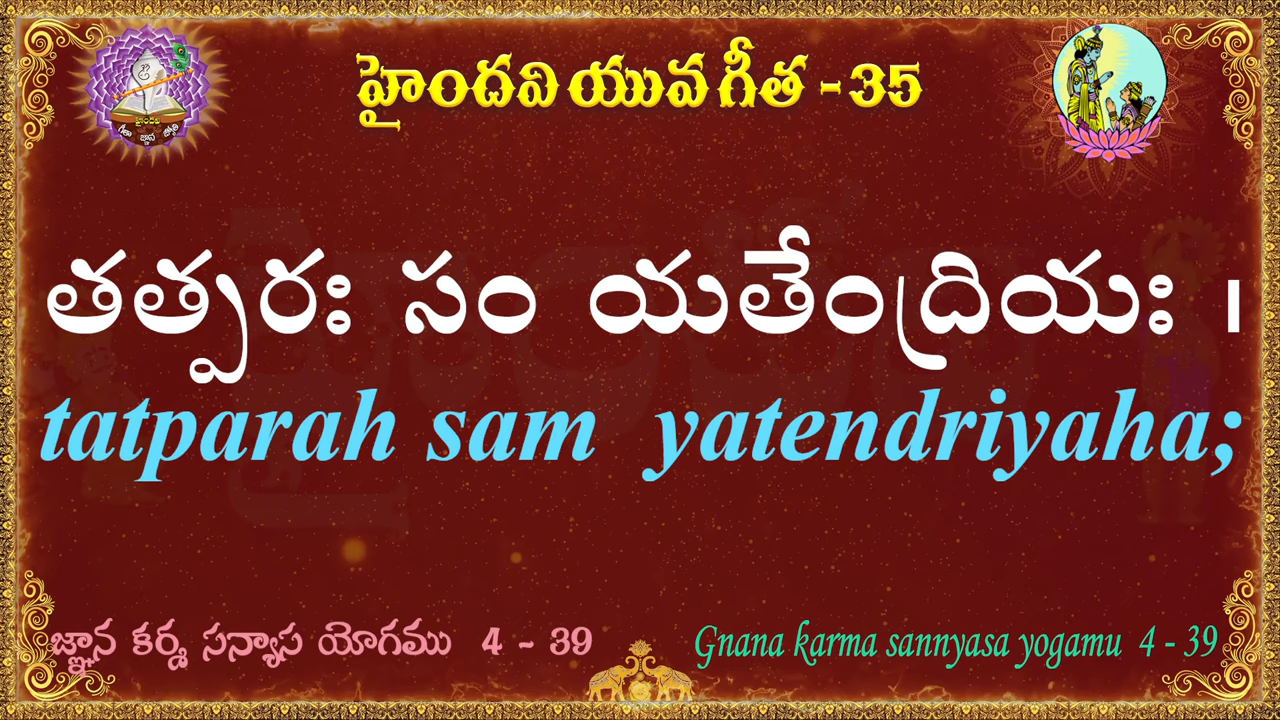 హైందవి యువ గీత - 35
హైందవి
గీతా జ్ఞాన జ్యోతి
తత్పరః సం యతేంద్రియః ।
tatparah sam yatendriyaha;
జ్ఞాన కర్మ సన్యాస యోగము 4 - 39
Gnana karma sannyasa yogamu 4 - 39